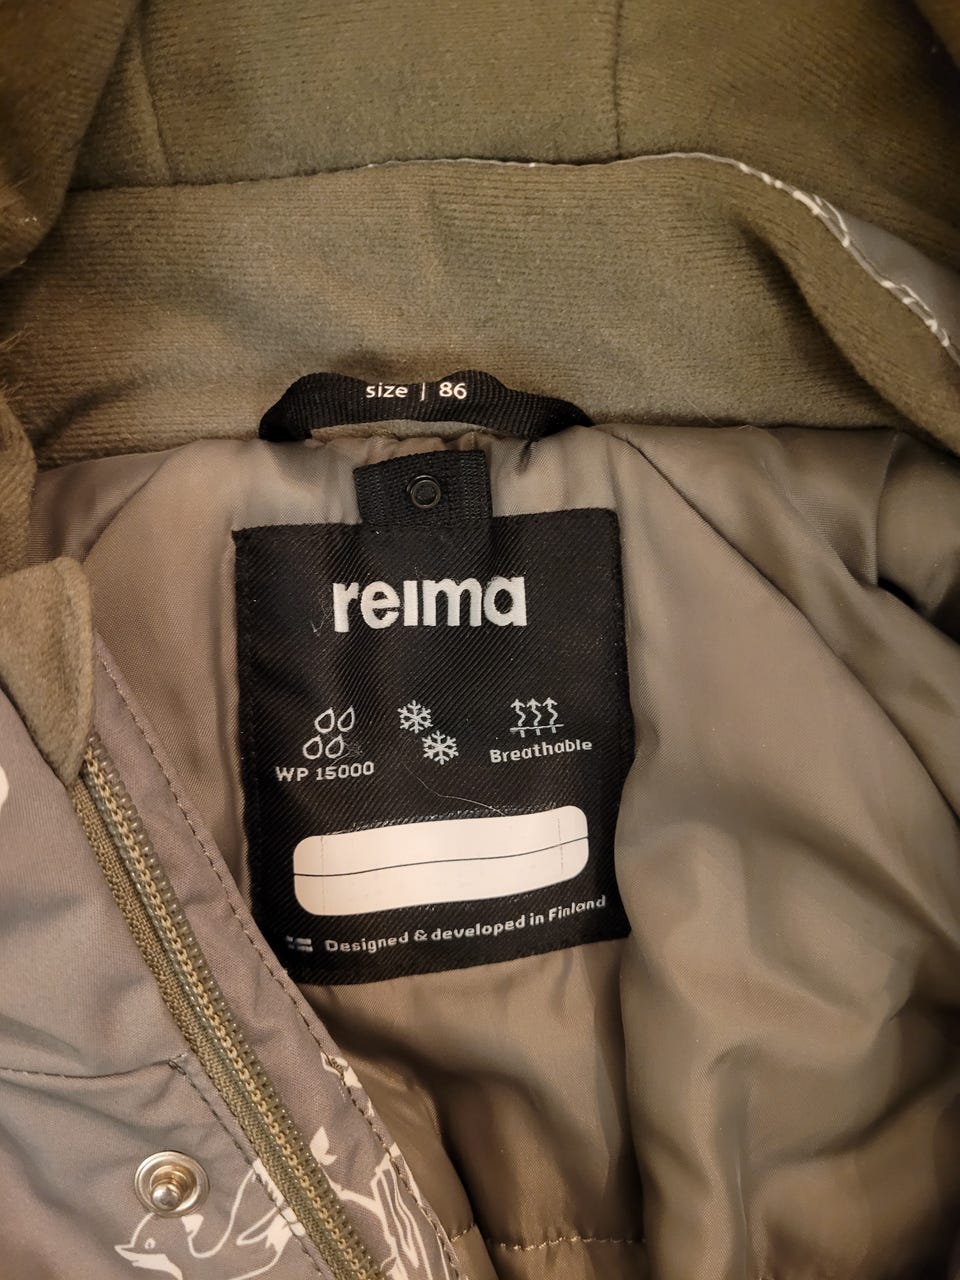 size | 86
reima
WP 15000
Breathable
Designed & developed in Finland